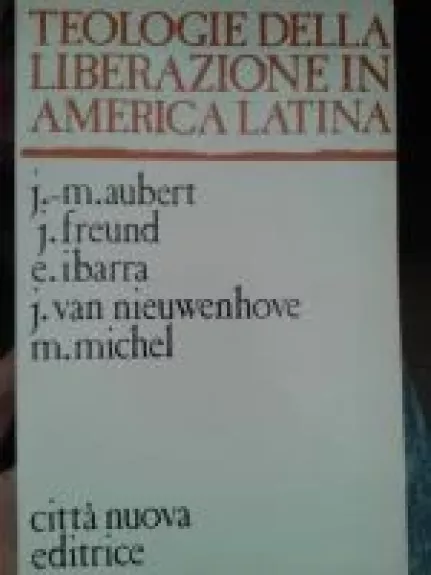 TEOLOGIE DELLA
LIBERAZIONE IN
AMERICA LATINA
j.-m.aubert
j.freund
e.ibarra
j.van nieuwenhove
m.michel
città nuova
editrice